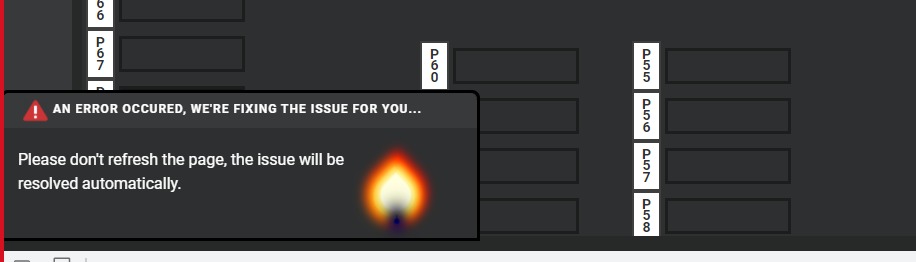 6
6
P
6
7
P
6
0
P
5
5
P
5
6
P
5
7
P
5
8
AN ERROR OCCURED, WE'RE FIXING THE ISSUE FOR YOU...
Please don't refresh the page, the issue will be
resolved automatically.